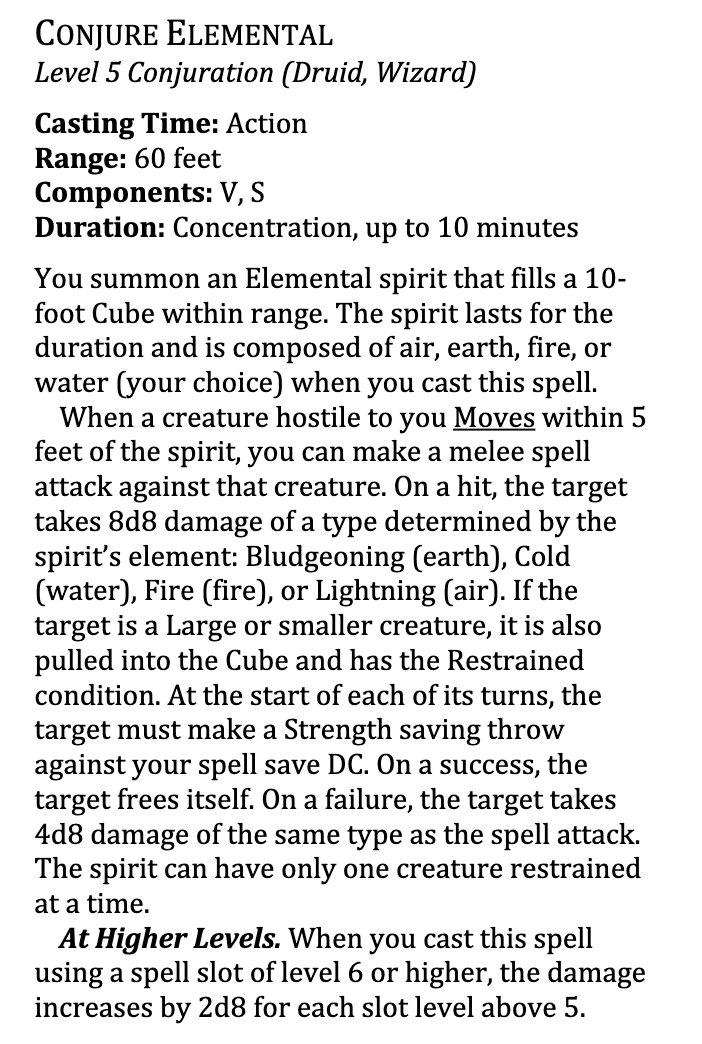 CONJURE ELEMENTAL
Level 5 Conjuration (Druid, Wizard)
Casting Time: Action
Range: 60 feet
Components: V, S
Duration: Concentration, up to 10 minutes
You summon an Elemental spirit that fills a 10-
foot Cube within range. The spirit lasts for the
duration and is composed of air, earth, fire, or
water (your choice) when you cast this spell.
When a creature hostile to you Moves within 5
feet of the spirit, you can make a melee spell
attack against that creature. On a hit, the target
takes 8d8 damage of a type determined by the
spirit’s element: Bludgeoning (earth), Cold
(water), Fire (fire), or Lightning (air). If the
target is a Large or smaller creature, it is also
pulled into the Cube and has the Restrained
condition. At the start of each of its turns, the
target must make a Strength saving throw
against your spell save DC. On a success, the
target frees itself. On a failure, the target takes
4d8 damage of the same type as the spell attack.
The spirit can have only one creature restrained
at a time.
At Higher Levels. When you cast this spell
using a spell slot of level 6 or higher, the damage
increases by 2d8 for each slot level above 5.